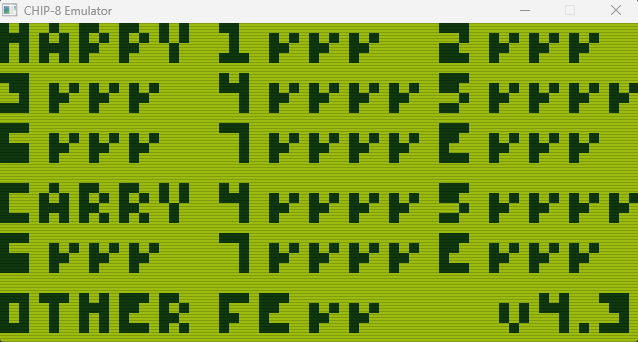 HAPPY 1 ✓✓✓ 2 ✓✓✓
3 ✓✓✓ 4 ✓✓✓✓ 5 ✓✓✓✓
6 ✓✓✓ 7 ✓✓✓✓ E ✓✓✓
CARRY 4 ✓✓✓✓ 5 ✓✓✓✓
6 ✓✓✓ 7 ✓✓✓✓ E ✓✓✓
OTHER FE ✓✓ v4.3
CHIP-8 Emulator